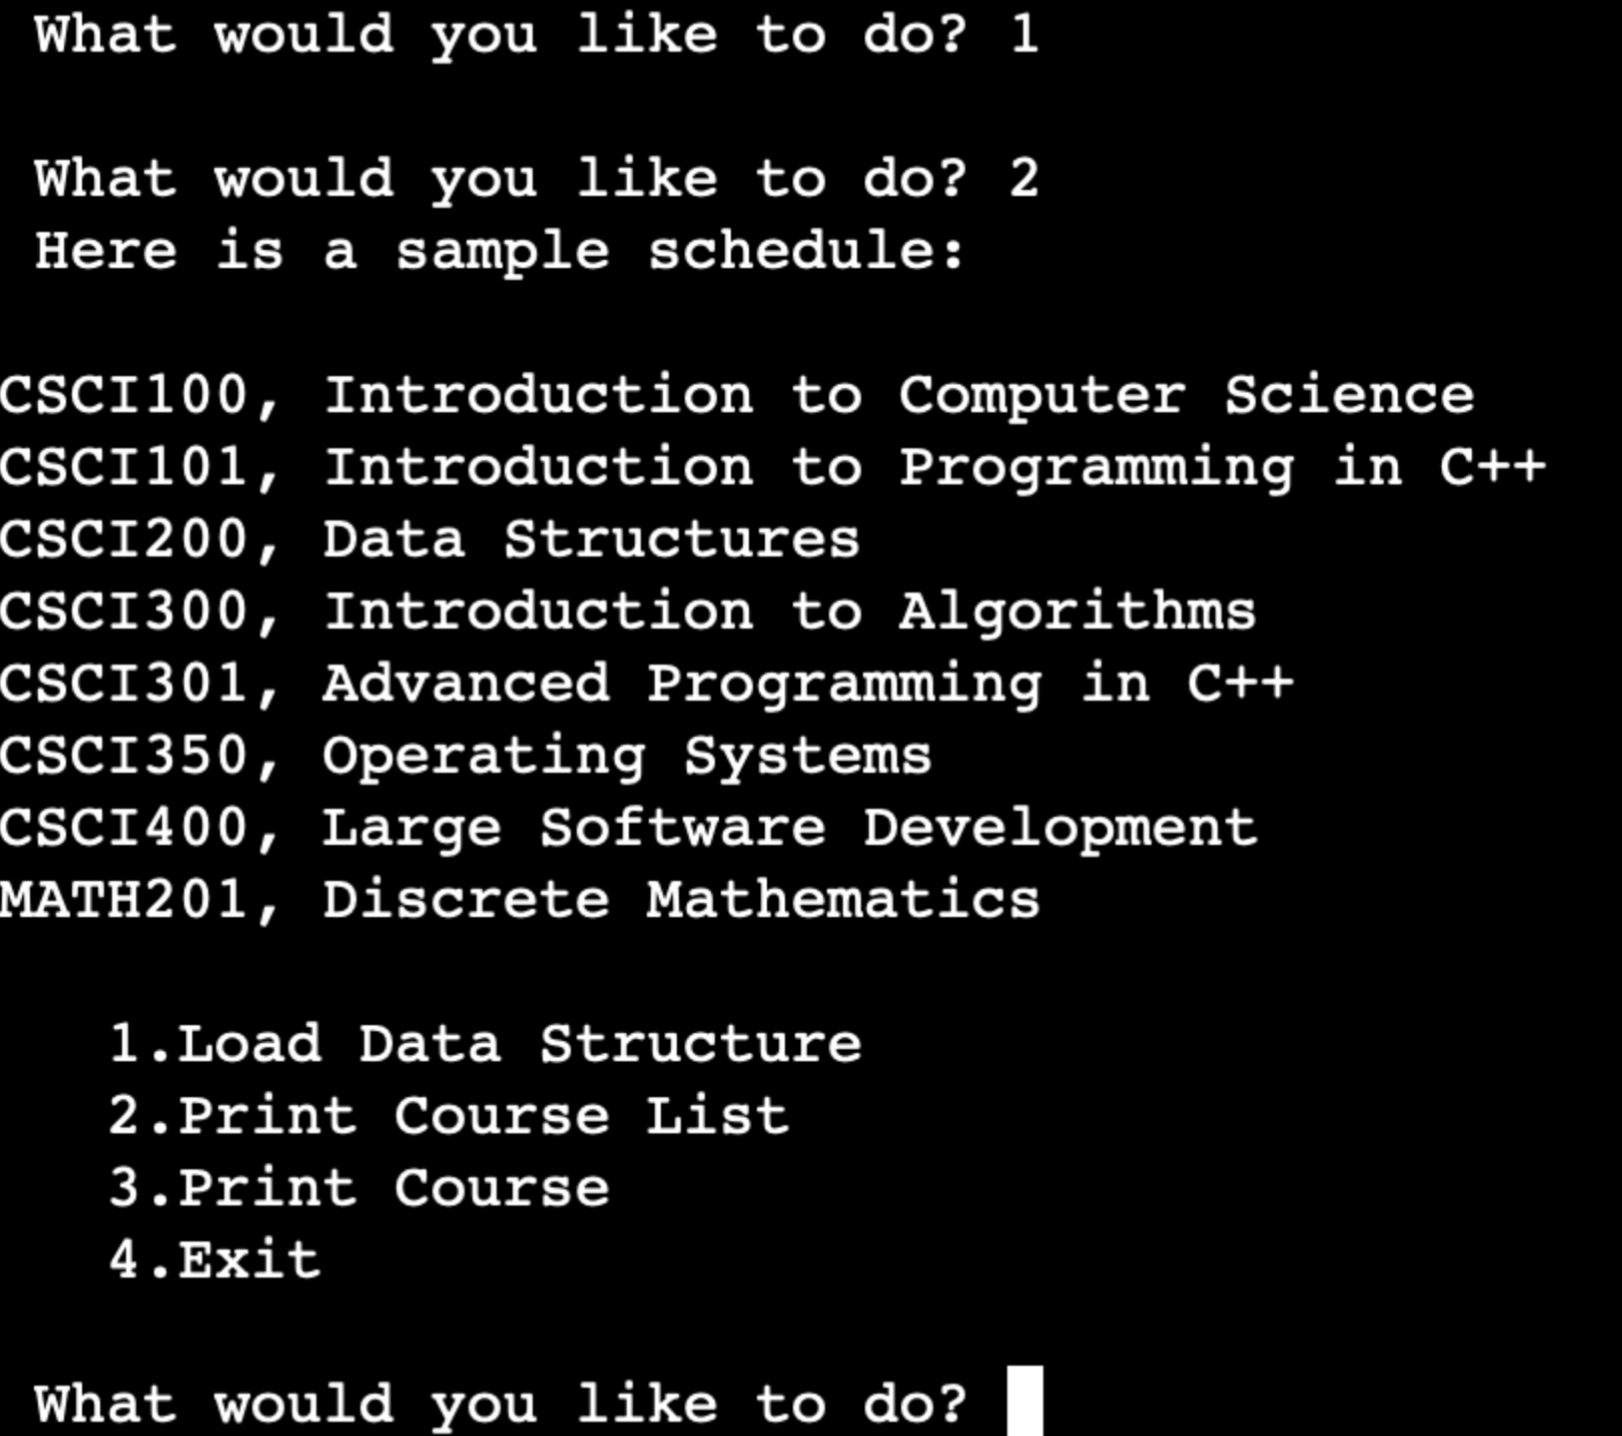 What would you like to do? 1
What would you like to do? 2
Here is a sample schedule:
CSCI100, Introduction to Computer Science
CSCI101, Introduction to Programming in C++
CSCI200, Data Structures
CSCI300, Introduction to Algorithms
CSCI301, Advanced Programming in C++
CSCI350, Operating Systems
CSCI400, Large Software Development
MATH201, Discrete Mathematics
1.Load Data Structure
2.Print Course List
3.Print Course
4.Exit
What would you like to do?